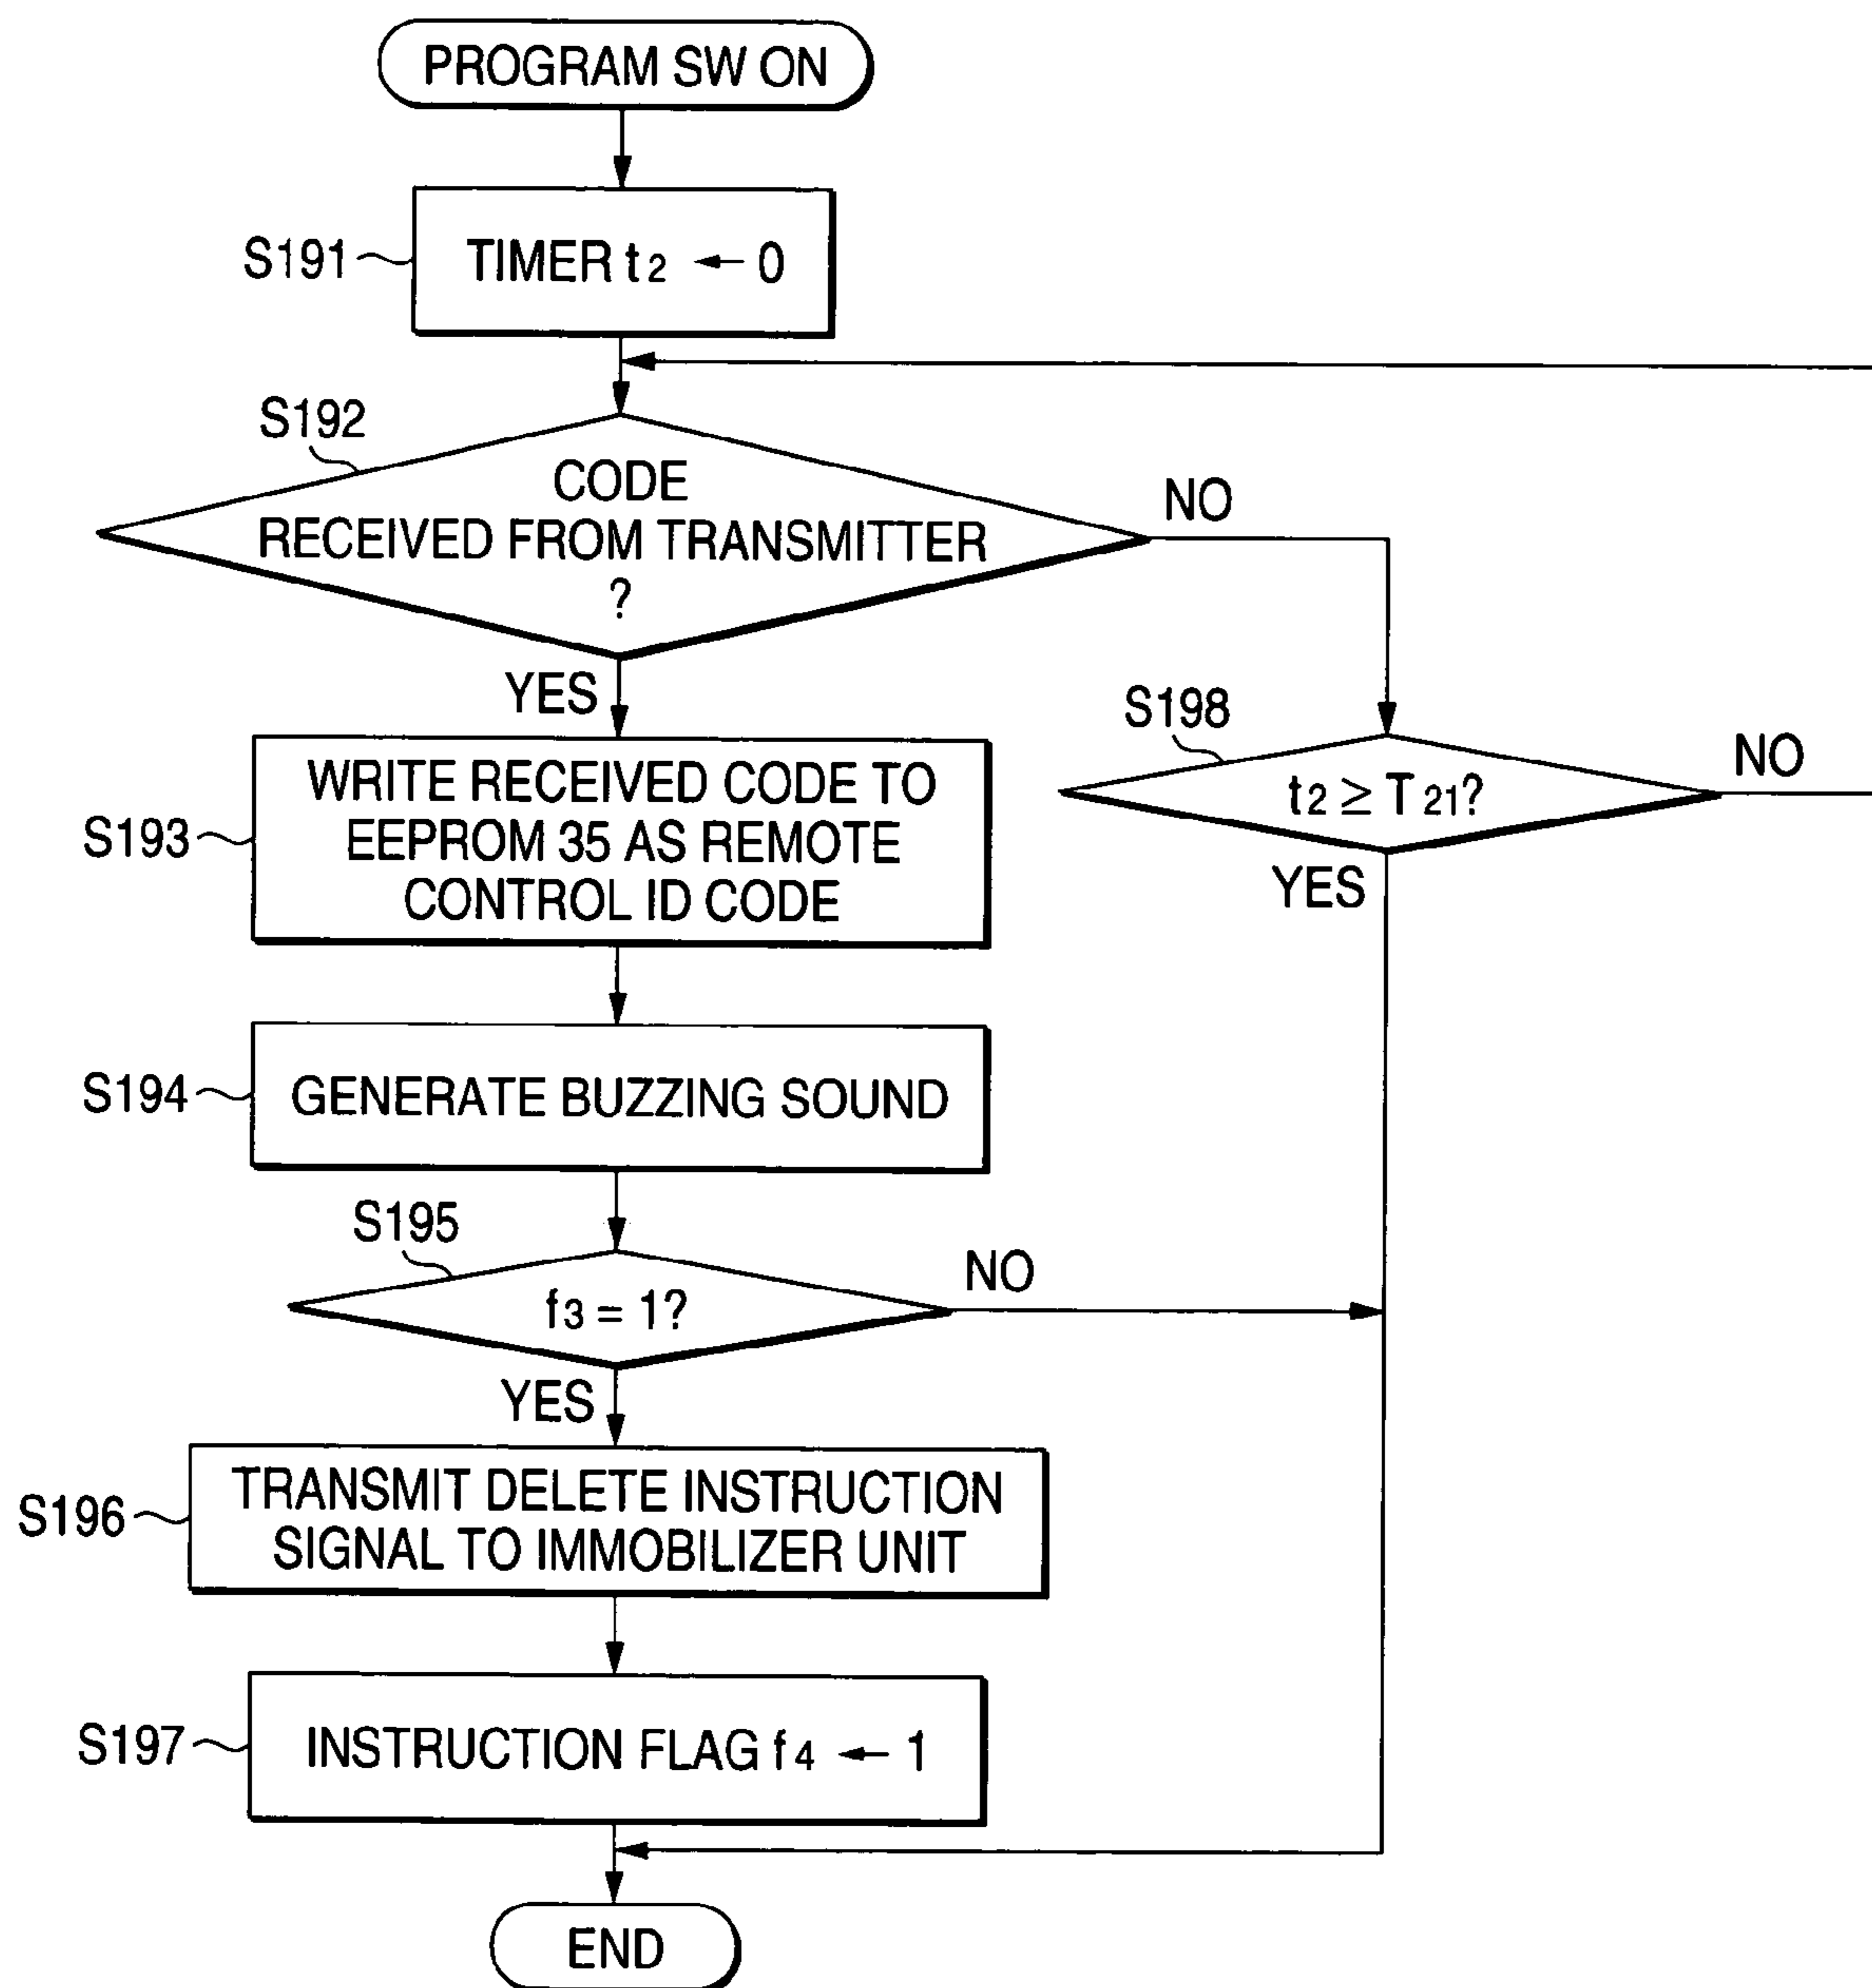 PROGRAM SW ON
S191
TIMER t2 ← 0
S192
CODE
RECEIVED FROM TRANSMITTER
?
NO
YES
S193
WRITE RECEIVED CODE TO
EEPROM 35 AS REMOTE
CONTROL ID CODE
S198
t2 ≥ T21?
NO
YES
S194
GENERATE BUZZING SOUND
S195
f3 = 1?
NO
YES
S196
TRANSMIT DELETE INSTRUCTION
SIGNAL TO IMMOBILIZER UNIT
S197
INSTRUCTION FLAG f4 ← 1
END